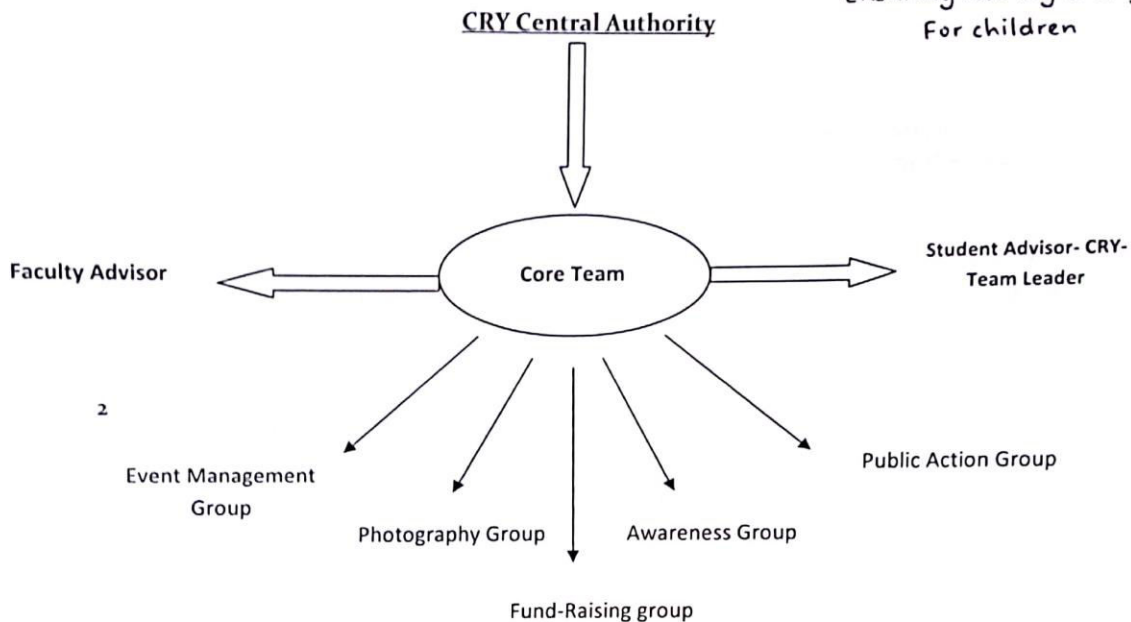 CRY Central Authority
For children
Faculty Advisor
Core Team
Student Advisor- CRY-
Team Leader
2
Event Management
Group
Photography Group
Fund-Raising group
Awareness Group
Public Action Group